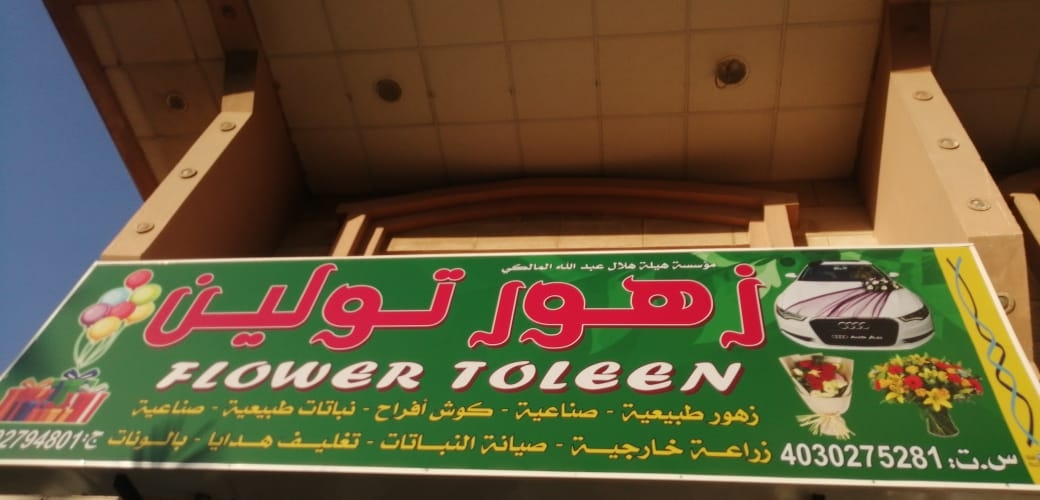 مؤسسة هيلة هلال عبد الله المالكي
زهور تولين
FLOWER TOLEEN
زهور طبيعية - صناعية - كوش أفراح - نباتات طبيعية - صناعية
زراعة خارجية - صيانة النباتات - تغليف هدايا - بالونات
س.ت: 4030275281
ج: 2794801